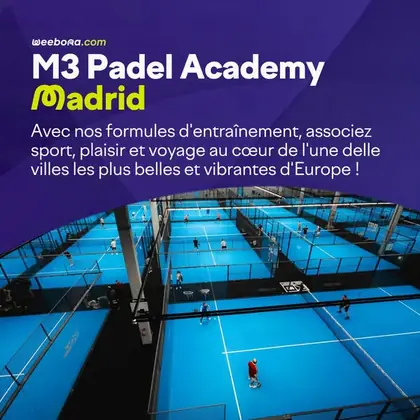 weebora.com
M3 Padel Academy
Madrid
Avec nos formules d'entraînement, associez
sport, plaisir et voyage au cœur de l'une delle
villes les plus belles et vibrantes d'Europe !